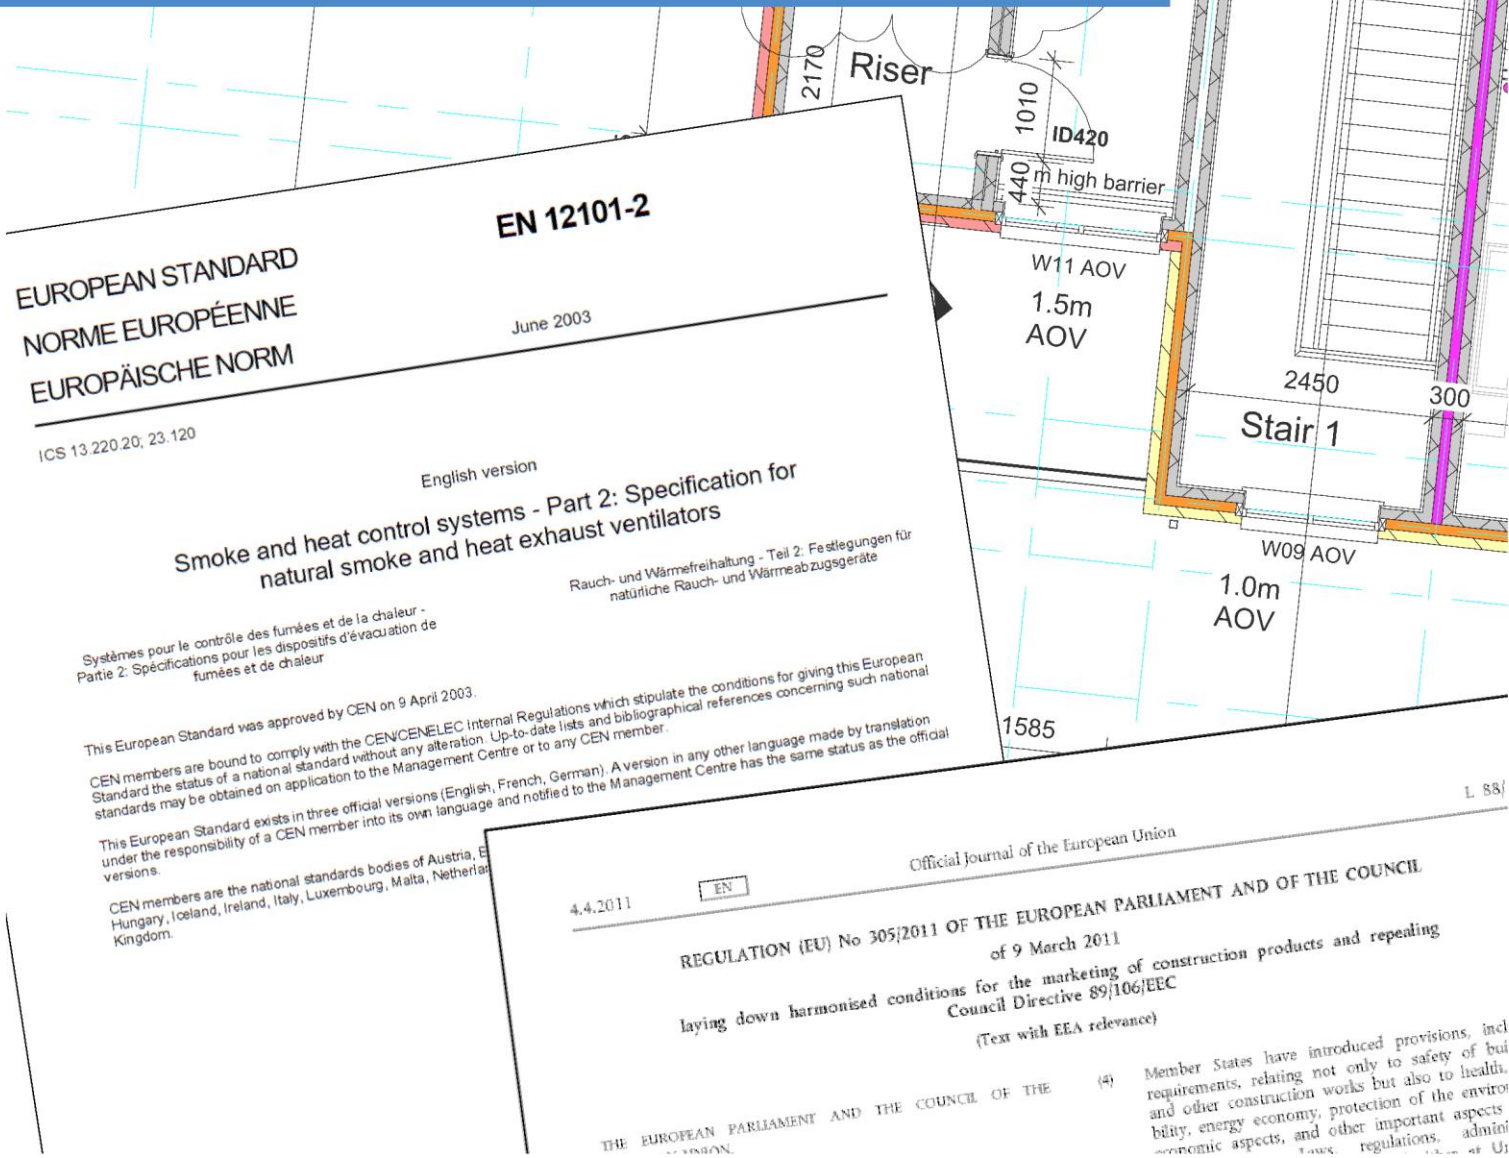 2170
Riser
1010
ID420
440
m high barrier
W11 AOV
1.5m
AOV
2450
300
Stair 1
W09 AOV
1.0m
AOV
1585
EN 12101-2
EUROPEAN STANDARD
NORME EUROPÉENNE
EUROPÄISCHE NORM
June 2003
ICS 13.220.20; 23.120
English version
Smoke and heat control systems - Part 2: Specification for
natural smoke and heat exhaust ventilators
Systèmes pour le contrôle des fumées et de la chaleur -
Partie 2: Spécifications pour les dispositifs d'évacuation de
fumées et de chaleur
Rauch- und Wärmefreihaltung - Teil 2: Festlegungen für
natürliche Rauch- und Wärmeabzugsgeräte
This European Standard was approved by CEN on 9 April 2003.
CEN members are bound to comply with the CEN/CENELEC Internal Regulations which stipulate the conditions for giving this European
Standard the status of a national standard without any alteration. Up-to-date lists and bibliographical references concerning such national
standards may be obtained on application to the Management Centre or to any CEN member.
This European Standard exists in three official versions (English, French, German). A version in any other language made by translation
under the responsibility of a CEN member into its own language and notified to the Management Centre has the same status as the official
versions.
CEN members are the national standards bodies of Austria,
Hungary, Iceland, Ireland, Italy, Luxembourg, Malta,
Kingdom.
4.4.2011
EN
Official Journal of the European Union
L 88/
REGULATION (EU) No 305/2011 OF THE EUROPEAN PARLIAMENT AND OF THE COUNCIL
of 9 March 2011
laying down harmonised conditions for the marketing of construction products and repealing
Council Directive 89/106/EEC
(Text with EEA relevance)
THE EUROPEAN PARLIAMENT AND THE COUNCIL OF THE
(4)
Member States have introduced provisions,
requirements, relating not only to safety of
and other construction works but also to health,
bility, energy economy, protection of the
economic aspects, and other important aspects
regulations,